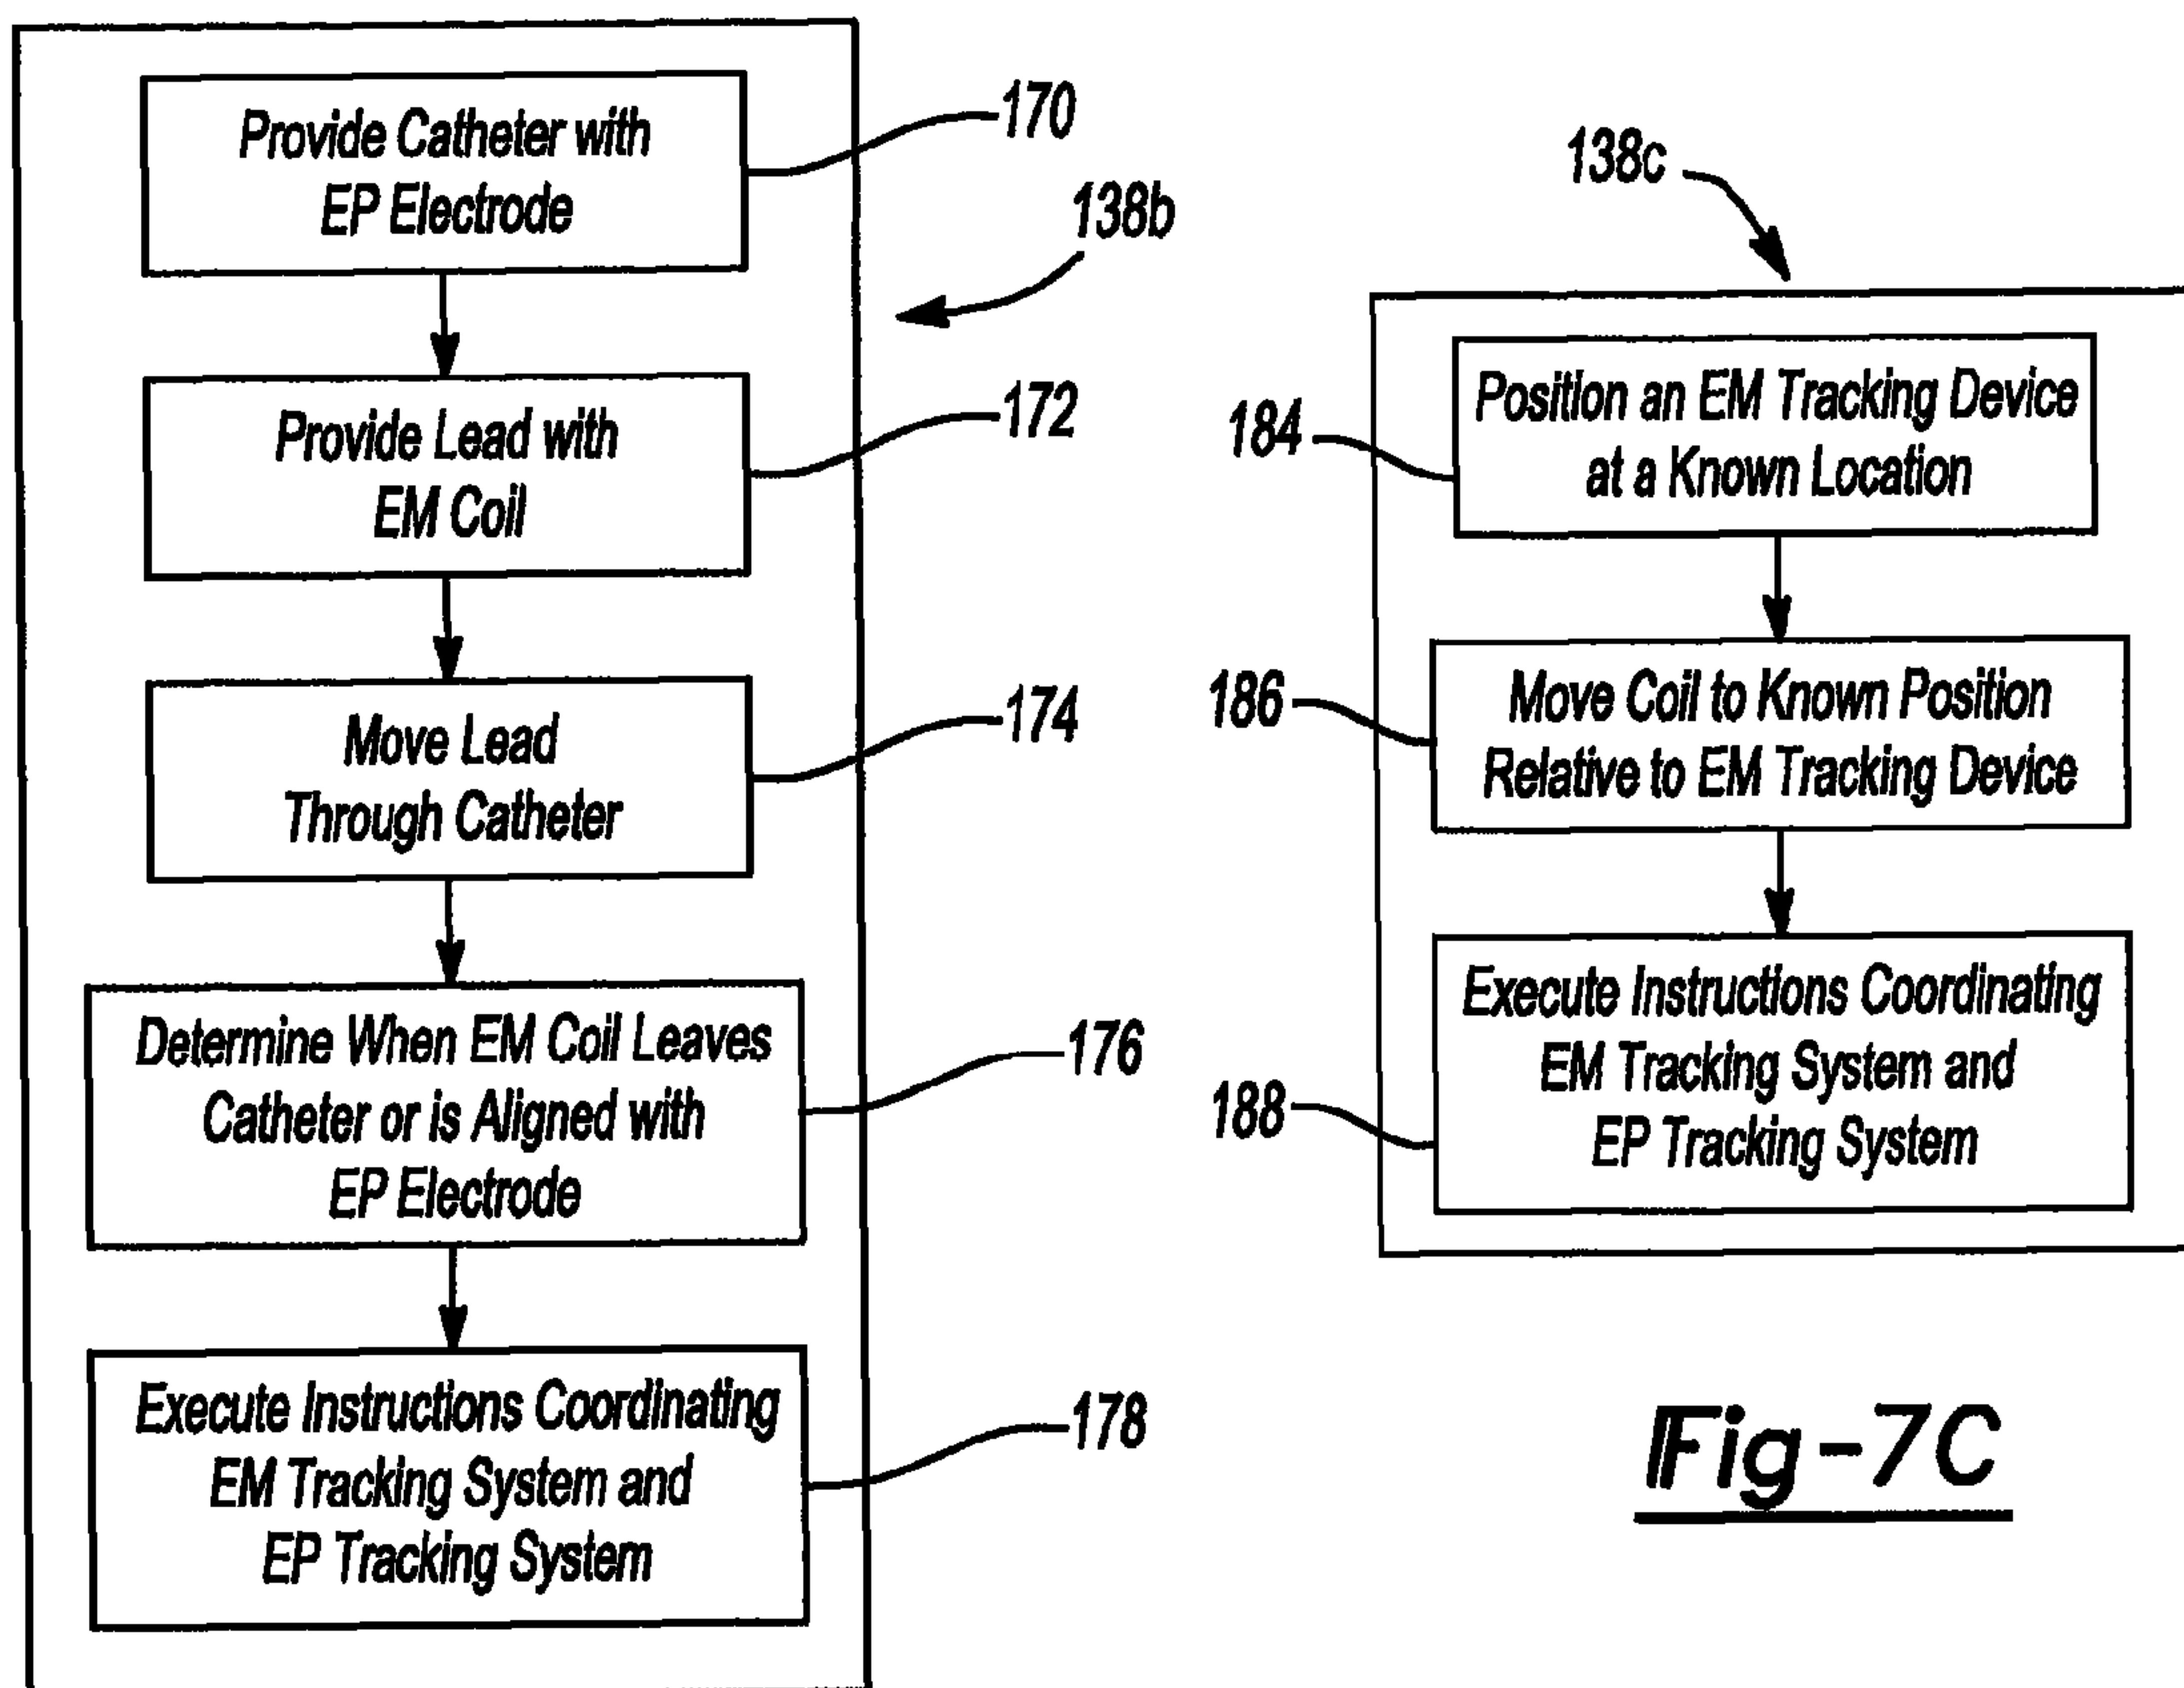 Provide Catheter with
EP Electrode
170
138b
Provide Lead with
EM Coil
172
Move Lead
Through Catheter
174
Determine When EM Coil Leaves
Catheter or is Aligned with
EP Electrode
176
Execute Instructions Coordinating
EM Tracking System and
EP Tracking System
178
138c
Position an EM Tracking Device
at a Known Location
184
Move Coil to Known Position
Relative to EM Tracking Device
186
Execute Instructions Coordinating
EM Tracking System and
EP Tracking System
188
Fig-7C